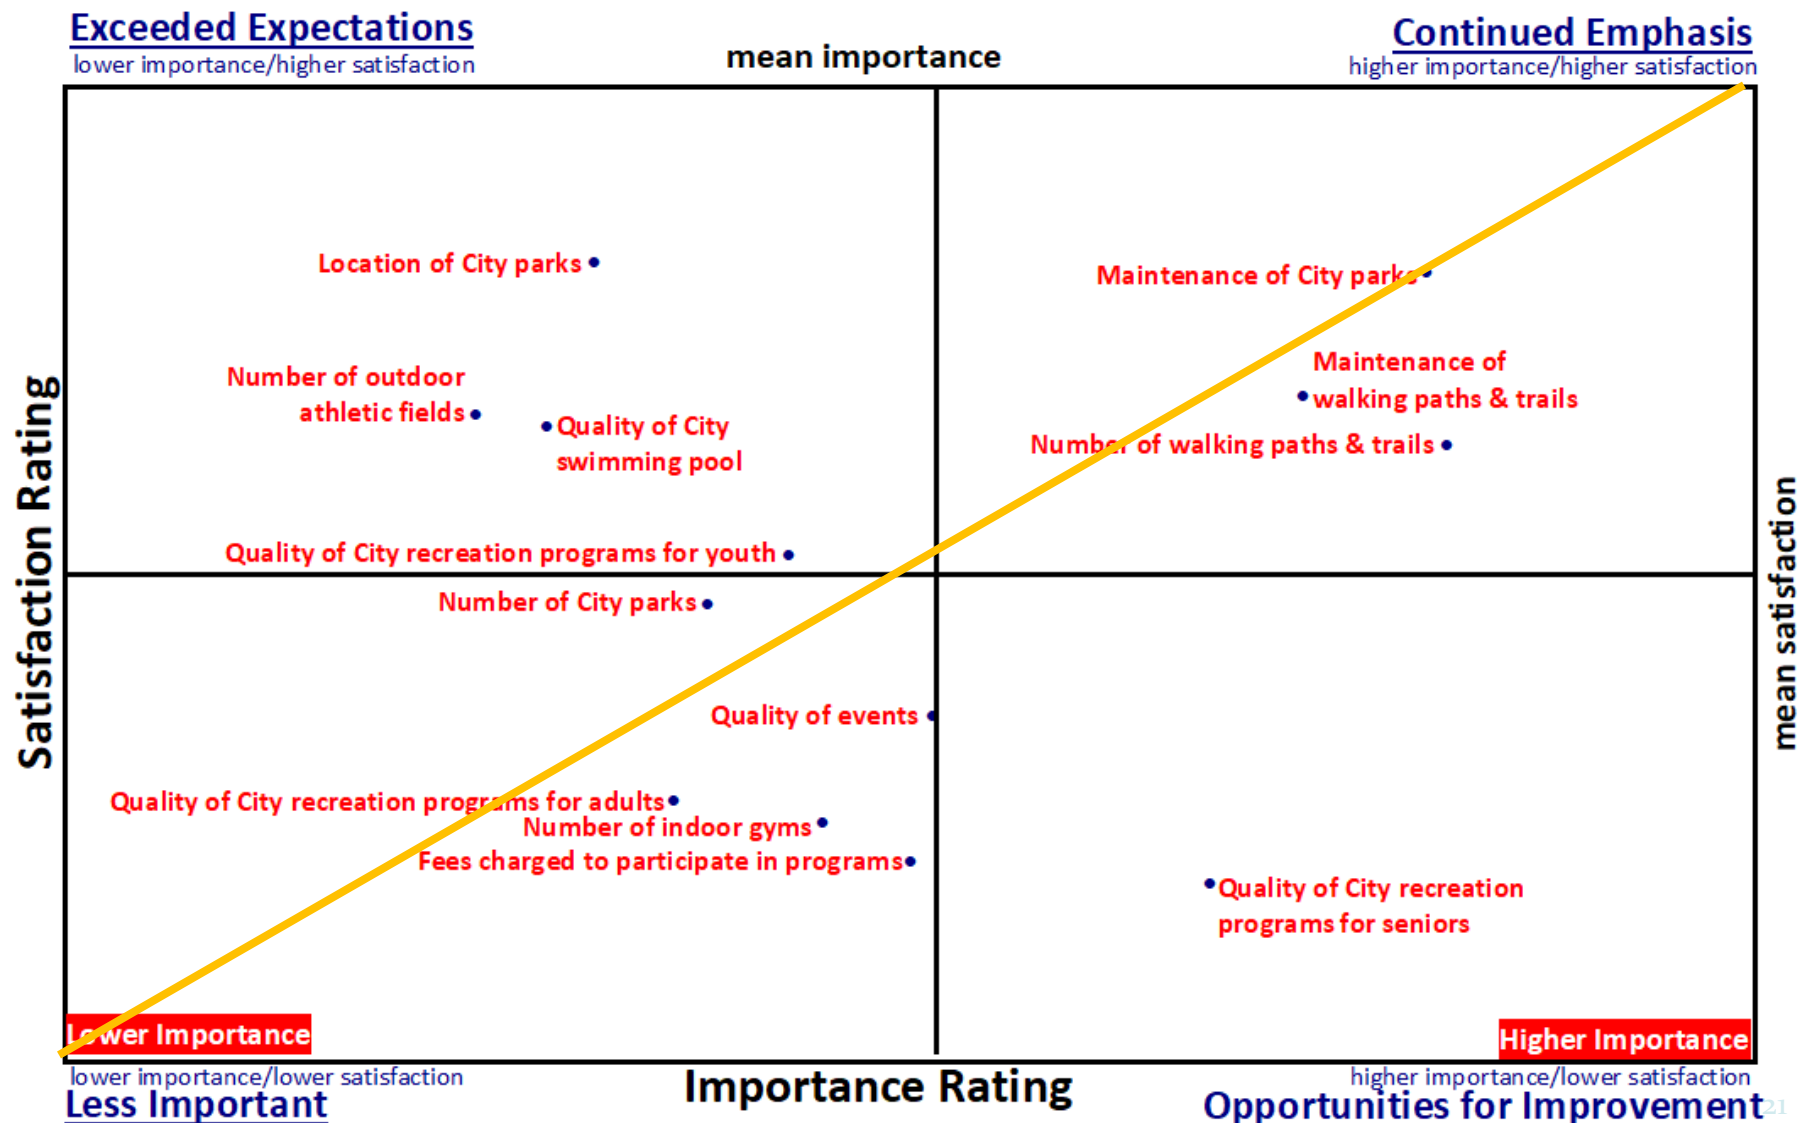 Exceeded Expectations
lower importance/higher satisfaction
mean importance
Continued Emphasis
higher importance/higher satisfaction
Location of City parks
Maintenance of City parks
Number of outdoor
athletic fields
Quality of City
swimming pool
Maintenance of
walking paths & trails
Number of walking paths & trails
Satisfaction Rating
mean satisfaction
Quality of City recreation programs for youth
Number of City parks
Quality of events
Quality of City recreation programs for adults
Number of indoor gyms
Fees charged to participate in programs
Quality of City recreation
programs for seniors
Lower Importance
Higher Importance
lower importance/lower satisfaction
Less Important
Importance Rating
higher importance/lower satisfaction
Opportunities for Improvement
21